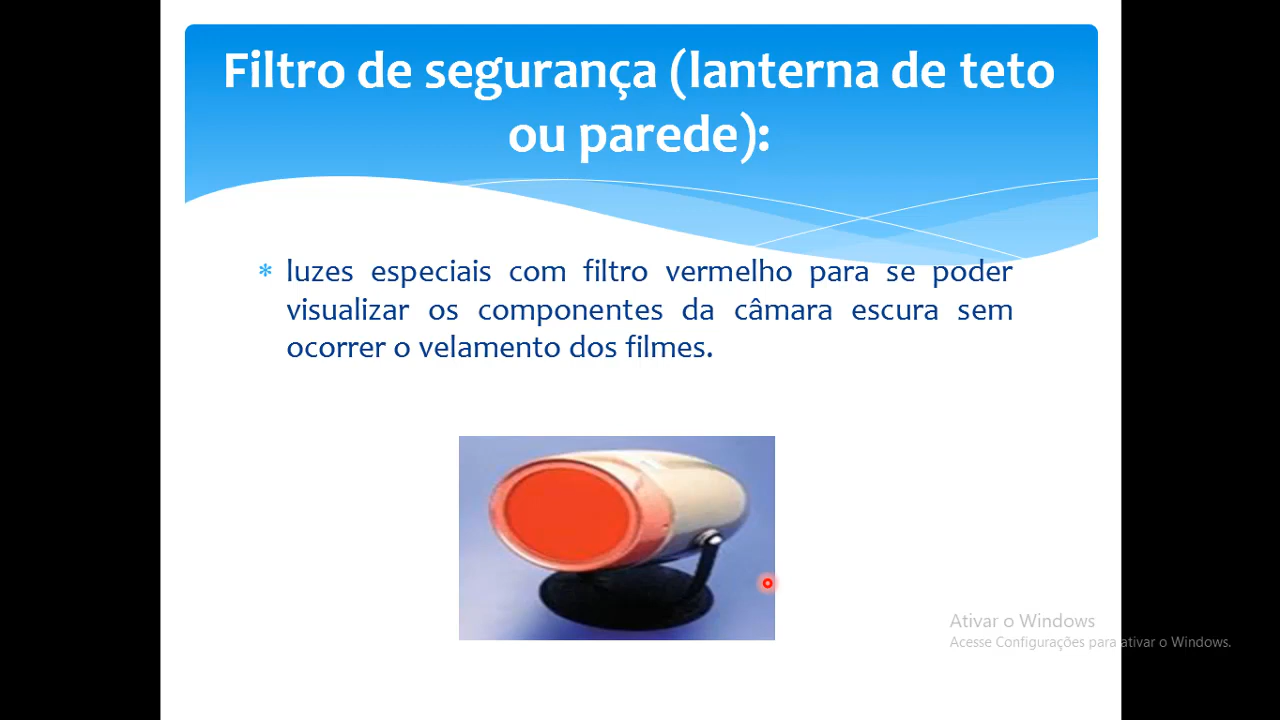 Filtro de segurança (lanterna de teto
ou parede):
* luzes especiais com filtro vermelho para se poder
visualizar os componentes da câmara escura sem
ocorrer o velamento dos filmes.
Ativar o Windows
Acesse Configurações para ativar o Windows.